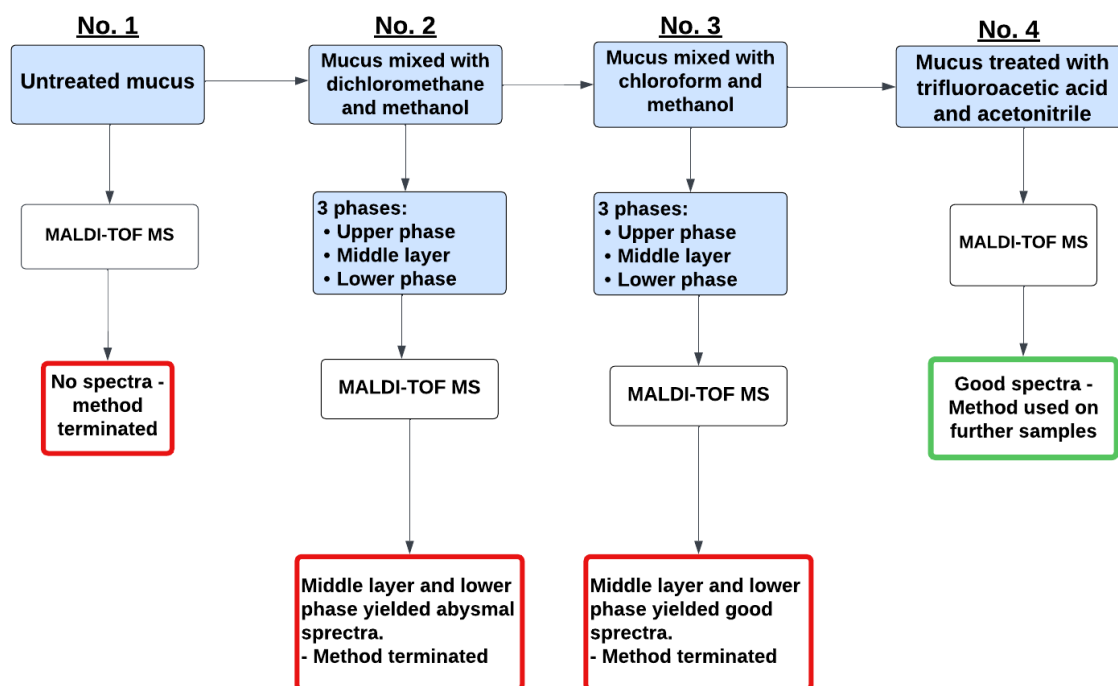 No. 1
Untreated mucus
MALDI-TOF MS
No spectra -
method
terminated
No. 2
Mucus mixed with
dichloromethane
and methanol
3 phases:
• Upper phase
• Middle layer
• Lower phase
MALDI-TOF MS
Middle layer and lower
phase yielded abysmal
sprectra.
- Method terminated
No. 3
Mucus mixed with
chloroform and
methanol
3 phases:
• Upper phase
• Middle layer
• Lower phase
MALDI-TOF MS
Middle layer and lower
phase yielded good
sprectra.
- Method terminated
No. 4
Mucus treated with
trifluoroacetic acid
and acetonitrile
MALDI-TOF MS
Good spectra -
Method used on
further samples